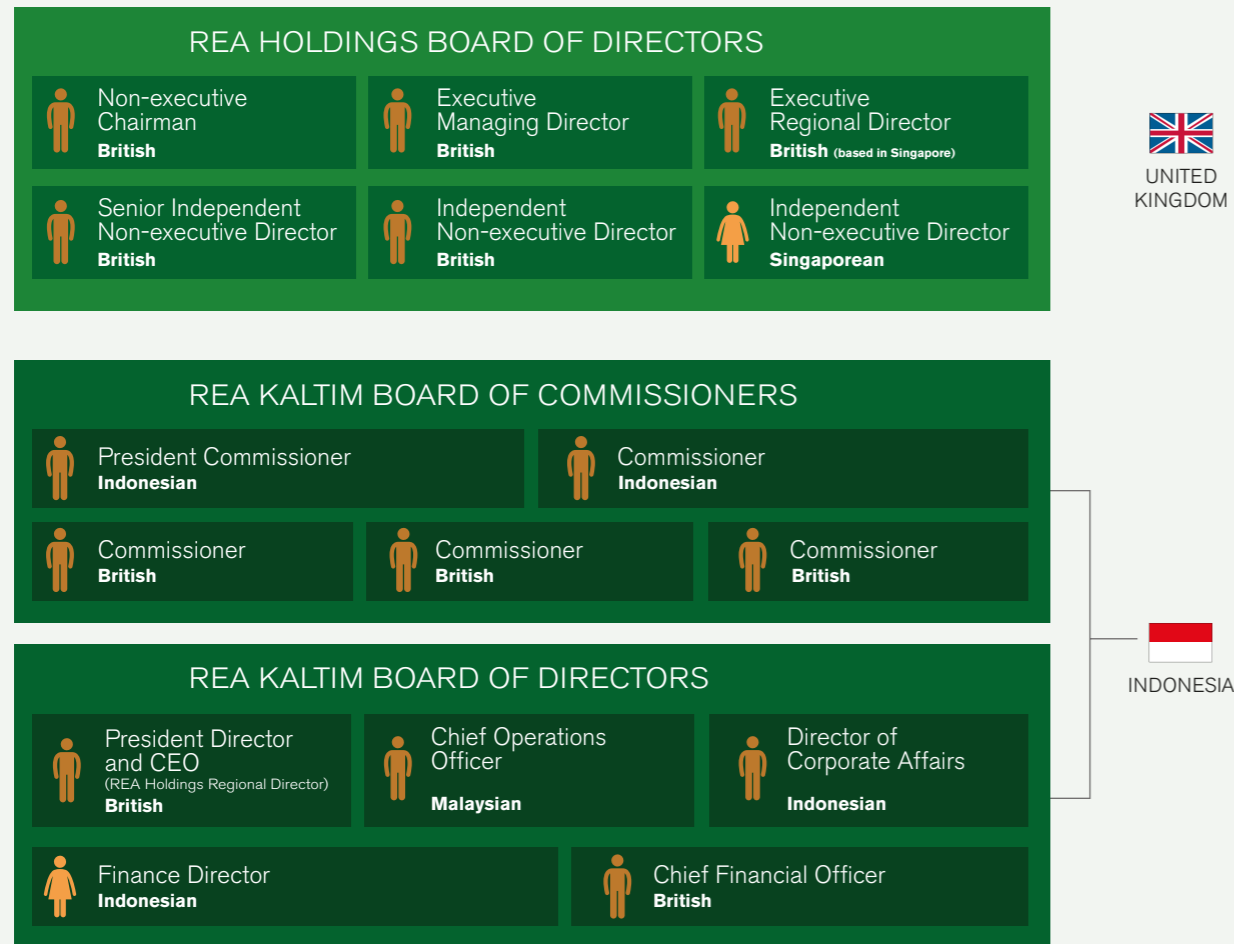 REA HOLDINGS BOARD OF DIRECTORS
Non-executive
Chairman
British
Executive
Managing Director
British
Executive
Regional Director
British (based in Singapore)
Senior Independent
Non-executive Director
British
Independent
Non-executive Director
British
Independent
Non-executive Director
Singaporean
UNITED
KINGDOM
REA KALTIM BOARD OF COMMISSIONERS
President Commissioner
Indonesian
Commissioner
Indonesian
Commissioner
British
Commissioner
British
Commissioner
British
REA KALTIM BOARD OF DIRECTORS
President Director
and CEO
(REA Holdings Regional Director)
British
Chief Operations
Officer
Malaysian
Director of
Corporate Affairs
Indonesian
Finance Director
Indonesian
Chief Financial Officer
British
INDONESIA